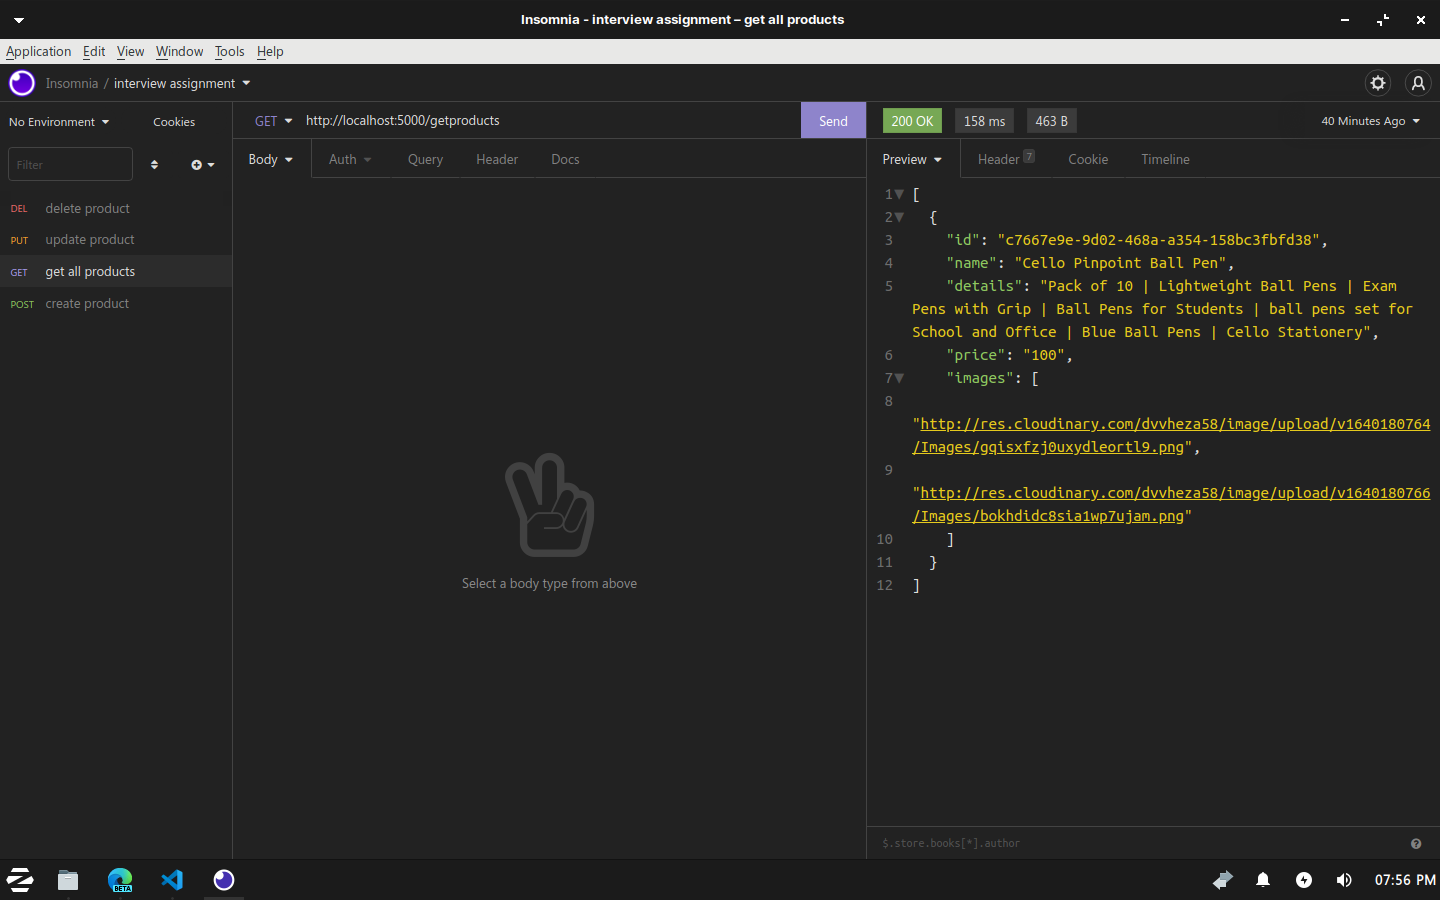 Insomnia - interview assignment – get all products
Application Edit View Window Tools Help
Insomnia / interview assignment
No Environment Cookies
GET http://localhost:5000/getproducts Send
200 OK 158 ms 463 B 40 Minutes Ago
Filter
Body Auth Query Header Docs
Preview Header 7 Cookie Timeline
DEL delete product
PUT update product
GET get all products
POST create product
1 [
2 {
3 "id": "c7667e9e-9d02-468a-a354-158bc3fbfd38",
4 "name": "Cello Pinpoint Ball Pen",
5 "details": "Pack of 10 | Lightweight Ball Pens | Exam
Pens with Grip | Ball Pens for Students | ball pens set for
School and Office | Blue Ball Pens | Cello Stationery",
6 "price": "100",
7 "images": [
8
"http://res.cloudinary.com/dvvheza58/image/upload/v1640180764
/Images/gqisxfzj0uxydleortl9.png",
9
"http://res.cloudinary.com/dvvheza58/image/upload/v1640180766
/Images/bokhdidc8sia1wp7ujam.png"
10 ]
11 }
12 ]
Select a body type from above
$.store.books[*].author
BETA
07:56 PM